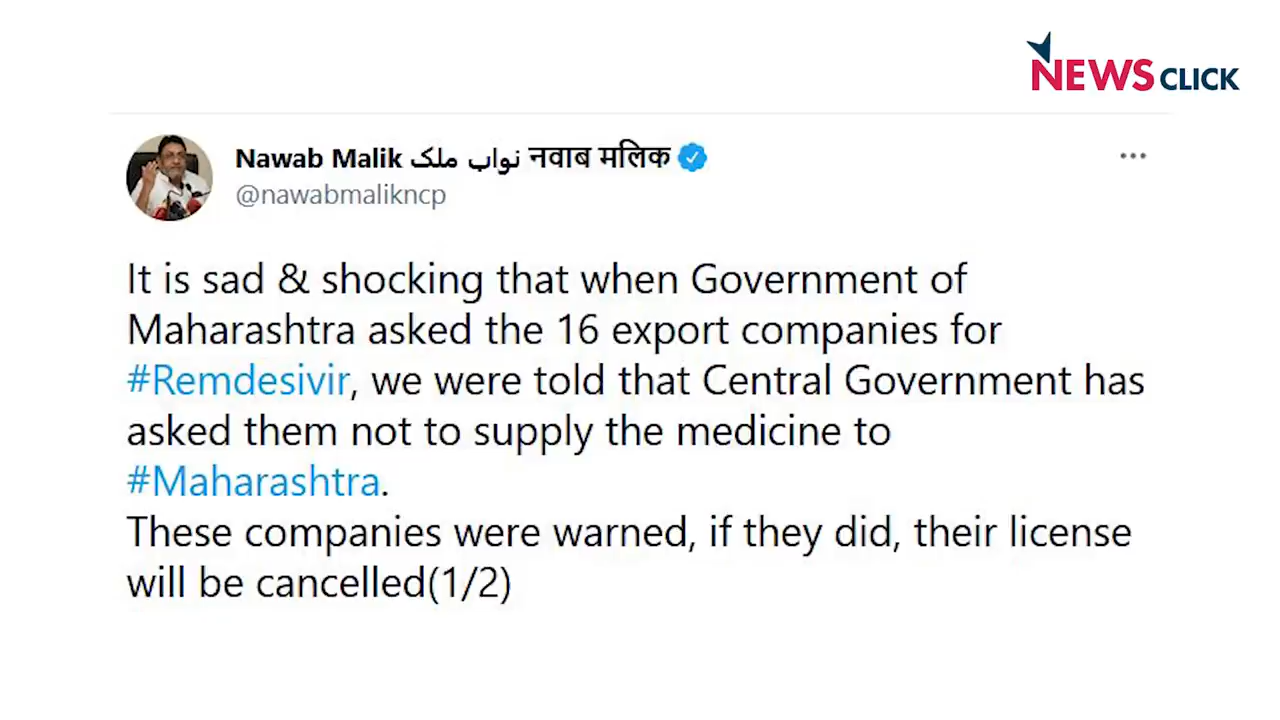 NEWS CLICK
Nawab Malik نواب ملک नवाब मलिक
@nawabmalikncp
It is sad & shocking that when Government of
Maharashtra asked the 16 export companies for
#Remdesivir, we were told that Central Government has
asked them not to supply the medicine to
#Maharashtra.
These companies were warned, if they did, their license
will be cancelled(1/2)